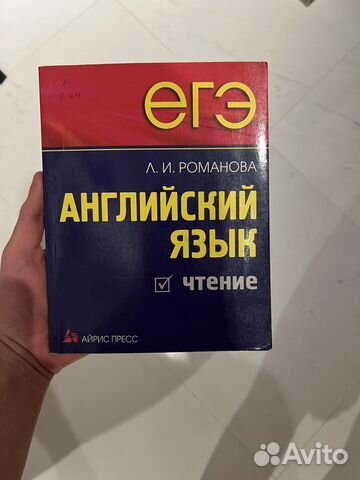 егэ
Л. И. РОМАНОВА
АНГЛИЙСКИЙ
ЯЗЫК
чтение
АЙРИС ПРЕСС
Avito